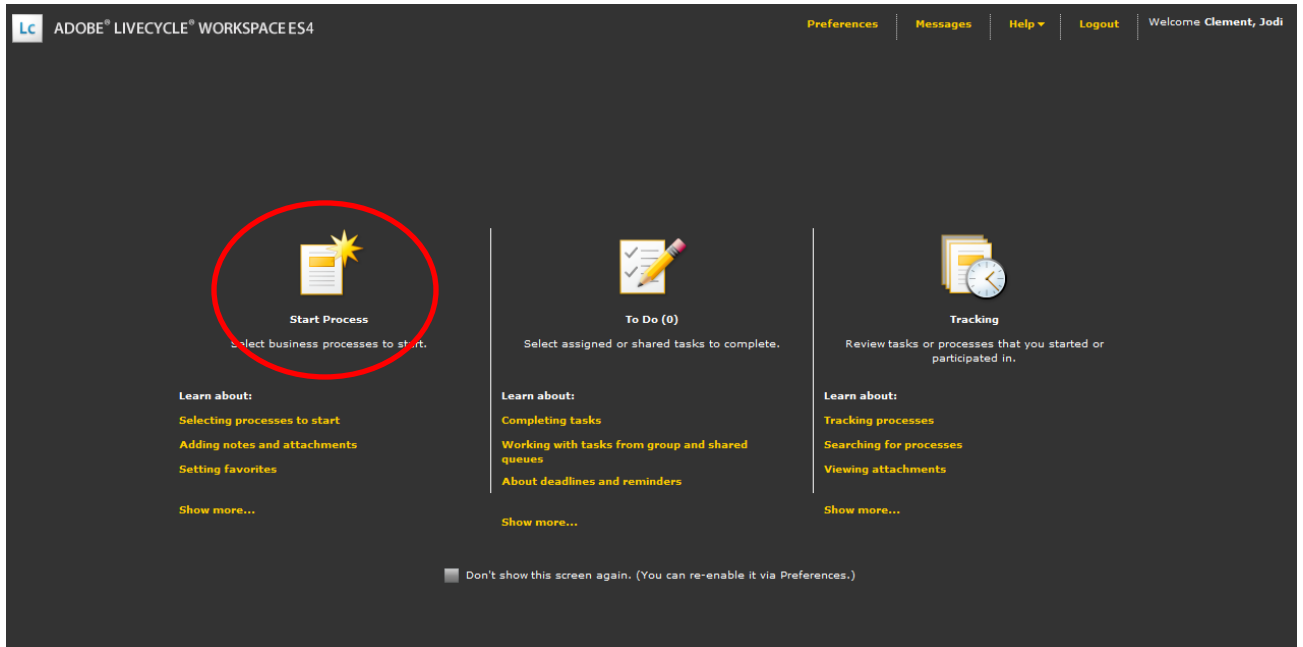 Lc ADOBE® LIVECYCLE® WORKSPACE ES4
Preferences Messages Help Logout Welcome Clement, Jodi
Start Process
Select business processes to start.
Learn about:
Selecting processes to start
Adding notes and attachments
Setting favorites
Show more...
To Do (0)
Select assigned or shared tasks to complete.
Learn about:
Completing tasks
Working with tasks from group and shared
queues
About deadlines and reminders
Show more...
Tracking
Review tasks or processes that you started or
participated in.
Learn about:
Tracking processes
Searching for processes
Viewing attachments
Show more...
Don't show this screen again. (You can re-enable it via Preferences.)